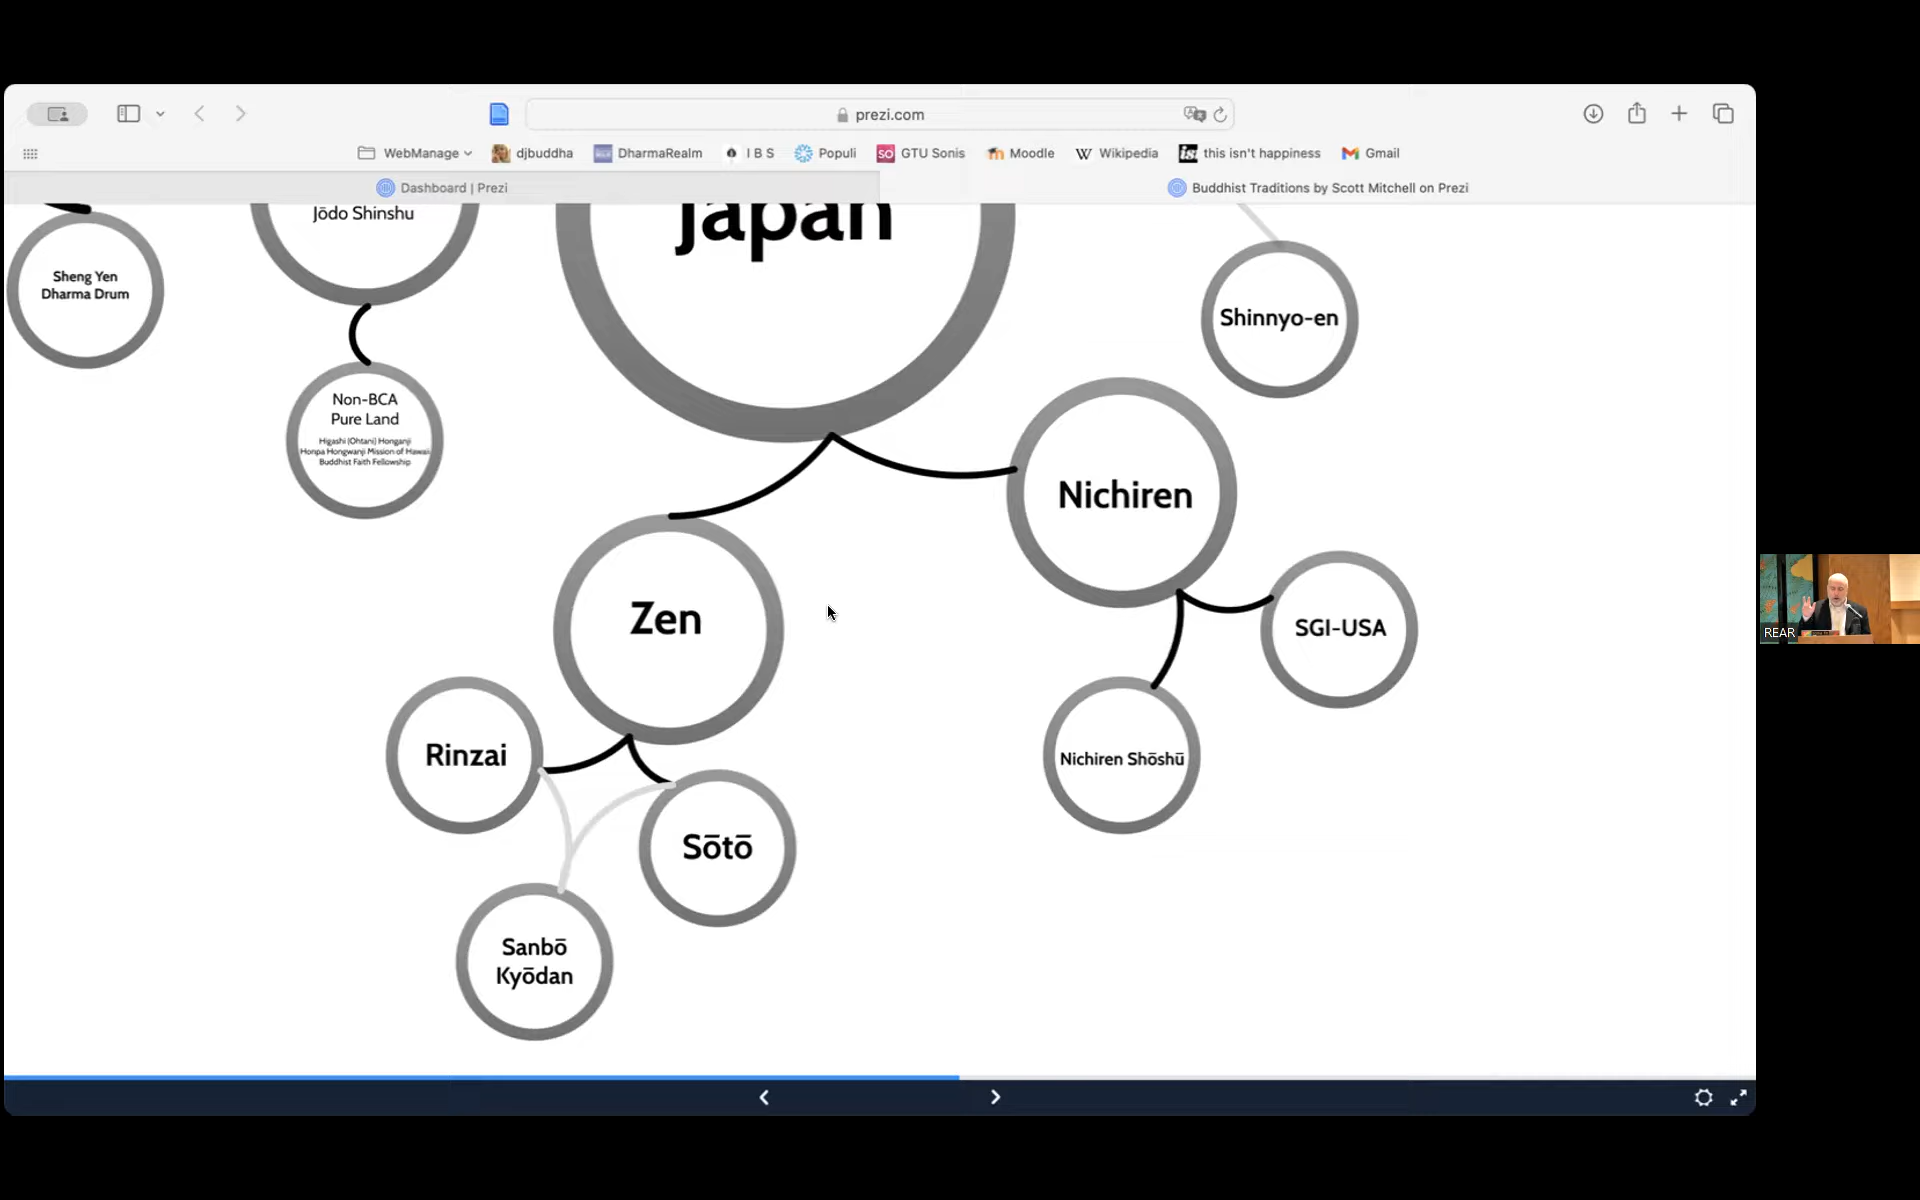 prezi.com
WebManage
djbuddha
DharmaRealm
I B S
Populi
GTU Sonis
Moodle
Wikipedia
this isn't happiness
Gmail
Dashboard | Prezi
Buddhist Traditions by Scott Mitchell on Prezi
Jōdo Shinshu
Japan
Sheng Yen
Dharma Drum
Shinnyo-en
Non-BCA
Pure Land
Higashi (Ohtani) Honganji
Honpa Hongwanji Mission of Hawaii
Buddhist Faith Fellowship
Nichiren
Zen
SGI-USA
REAR
Rinzai
Nichiren Shōshū
Sōtō
Sanbō
Kyōdan